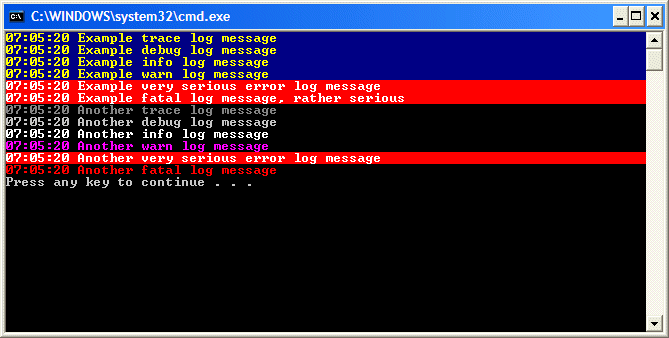 C:\WINDOWS\system32\cmd.exe
07:05:20 Example trace log message
07:05:20 Example debug log message
07:05:20 Example info log message
07:05:20 Example warn log message
07:05:20 Example very serious error log message
07:05:20 Example fatal log message, rather serious
07:05:20 Another trace log message
07:05:20 Another debug log message
07:05:20 Another info log message
07:05:20 Another warn log message
07:05:20 Another very serious error log message
07:05:20 Another fatal log message
Press any key to continue . . .